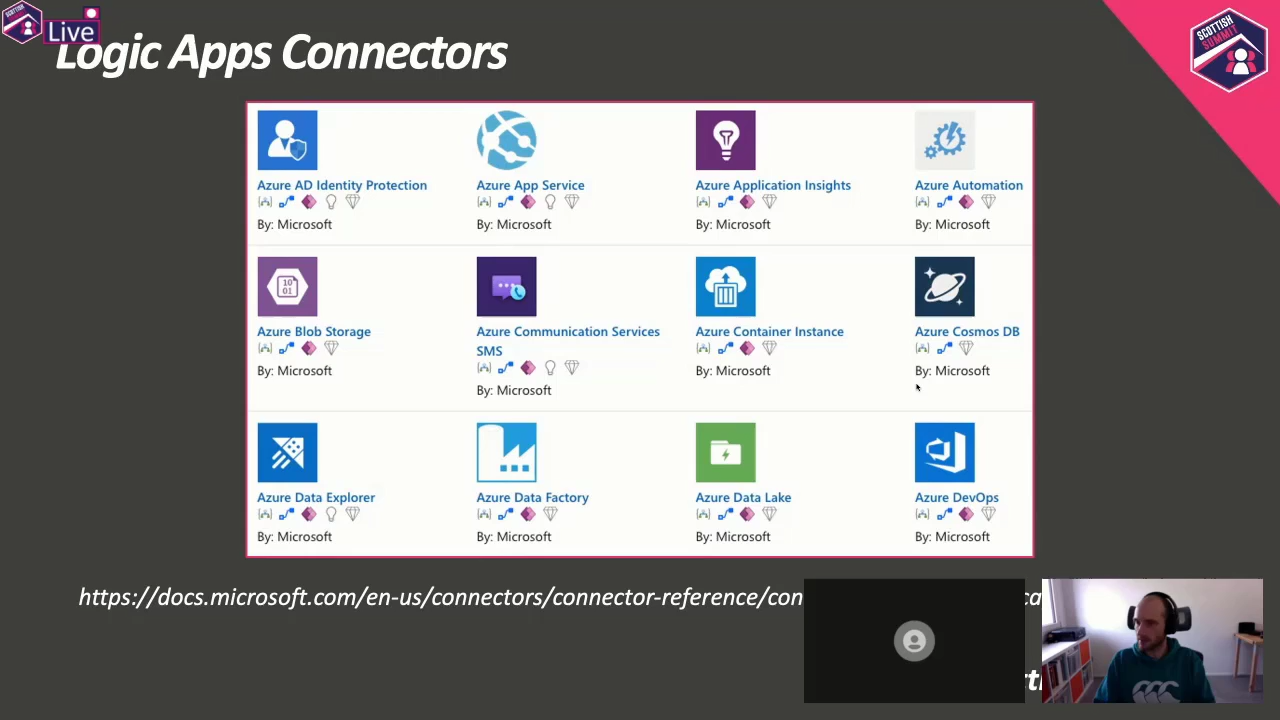 Live
Logic Apps Connectors
SCOTTISH
SUMMIT
Azure AD Identity Protection
By: Microsoft
Azure App Service
By: Microsoft
Azure Application Insights
By: Microsoft
Azure Automation
By: Microsoft
10
01
Azure Blob Storage
By: Microsoft
Azure Communication Services
SMS
By: Microsoft
Azure Container Instance
By: Microsoft
Azure Cosmos DB
By: Microsoft
Azure Data Explorer
By: Microsoft
Azure Data Factory
By: Microsoft
Azure Data Lake
By: Microsoft
Azure DevOps
By: Microsoft
https://docs.microsoft.com/en-us/connectors/connector-reference/con